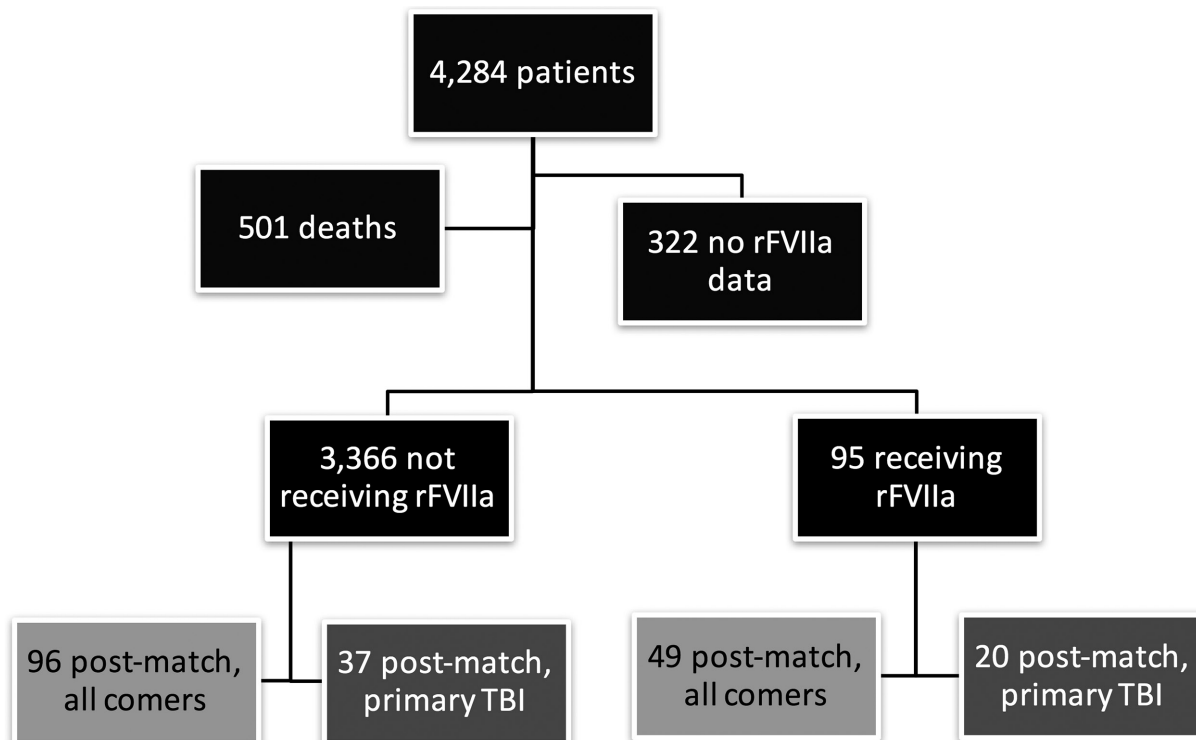 4,284 patients
501 deaths
322 no rFVIIa
data
3,366 not
receiving rFVIIa
95 receiving
rFVIIa
96 post-match,
all comers
37 post-match,
primary TBI
49 post-match,
all comers
20 post-match,
primary TBI